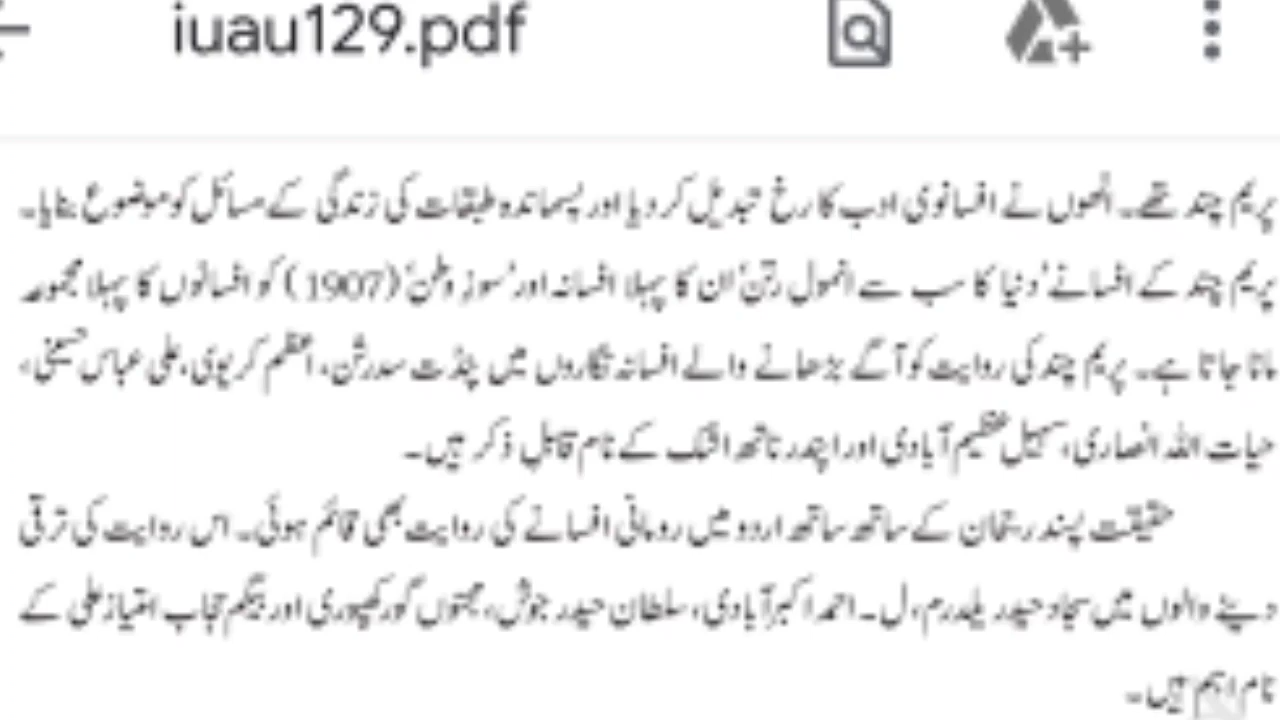 iuau129.pdf
پریم چند تھے۔ اُنھوں نے افسانوی ادب کا رخ تبدیل کر دیا اور پسماندہ طبقات کی زندگی کے مسائل کو موضوع بنایا۔
پریم چند کے افسانے ’دنیا کا سب سے انمول رتن‘ ان کا پہلا افسانہ اور ’سوزِ وطن‘ (1907) کو افسانوں کا پہلا مجموعہ
مانا جاتا ہے۔ پریم چند کی روایت کو آگے بڑھانے والے افسانہ نگاروں میں پنڈت سدرشن، اعظم کریوی، علی عباس حسینی،
حیات اللہ انصاری، سہیل عظیم آبادی اور اپندر ناتھ اشک کے نام قابلِ ذکر ہیں۔
حقیقت پسند رجحان کے ساتھ ساتھ اردو میں رومانی افسانے کی روایت بھی قائم ہوئی۔ اس روایت کی ترقی
دینے والوں میں سجاد حیدر یلدرم، ل۔ احمد اکبرآبادی، سلطان حیدر جوش، مجنوں گورکھپوری اور بیگم حجاب امتیاز علی کے
نام اہم ہیں۔